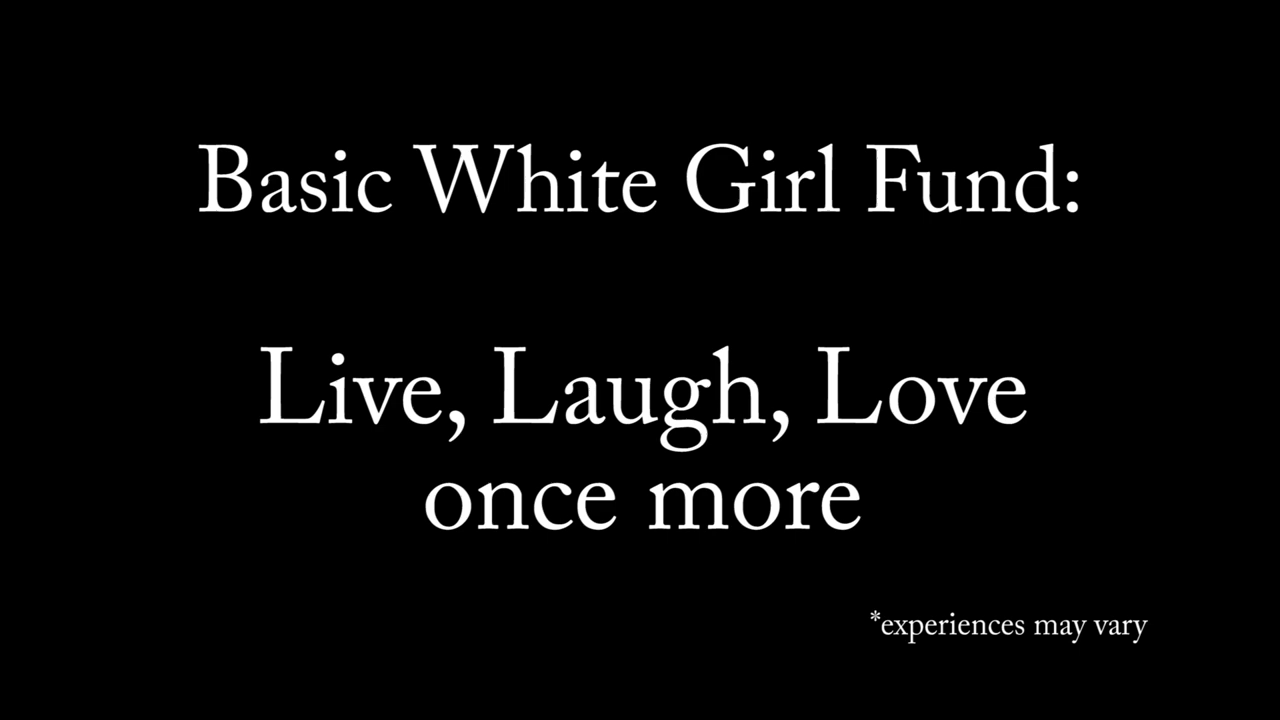 Basic White Girl Fund:
Live, Laugh, Love
once more
*experiences may vary